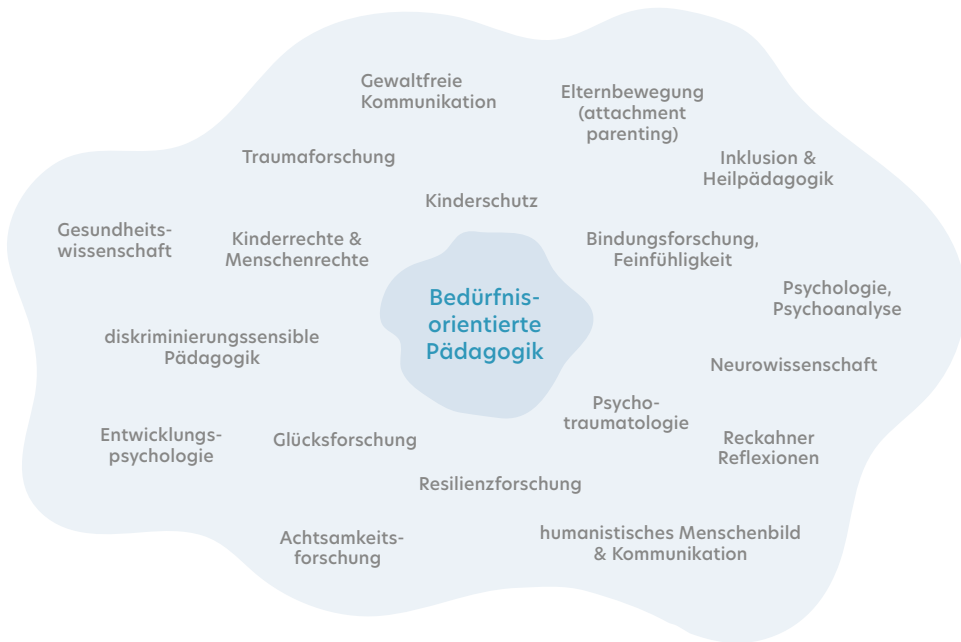 Gewaltfreie
Kommunikation
Elternbewegung
(attachment
parenting)
Traumaforschung
Inklusion &
Heilpädagogik
Kinderschutz
Gesundheits-
wissenschaft
Kinderrechte &
Menschenrechte
Bindungsforschung,
Feinfühligkeit
Bedürfnis-
orientierte
Pädagogik
Psychologie,
Psychoanalyse
diskriminierungssensible
Pädagogik
Neurowissenschaft
Psycho-
traumatologie
Entwicklungs-
psychologie
Glücksforschung
Reckahner
Reflexionen
Resilienzforschung
Achtsamkeits-
forschung
humanistisches Menschenbild
& Kommunikation